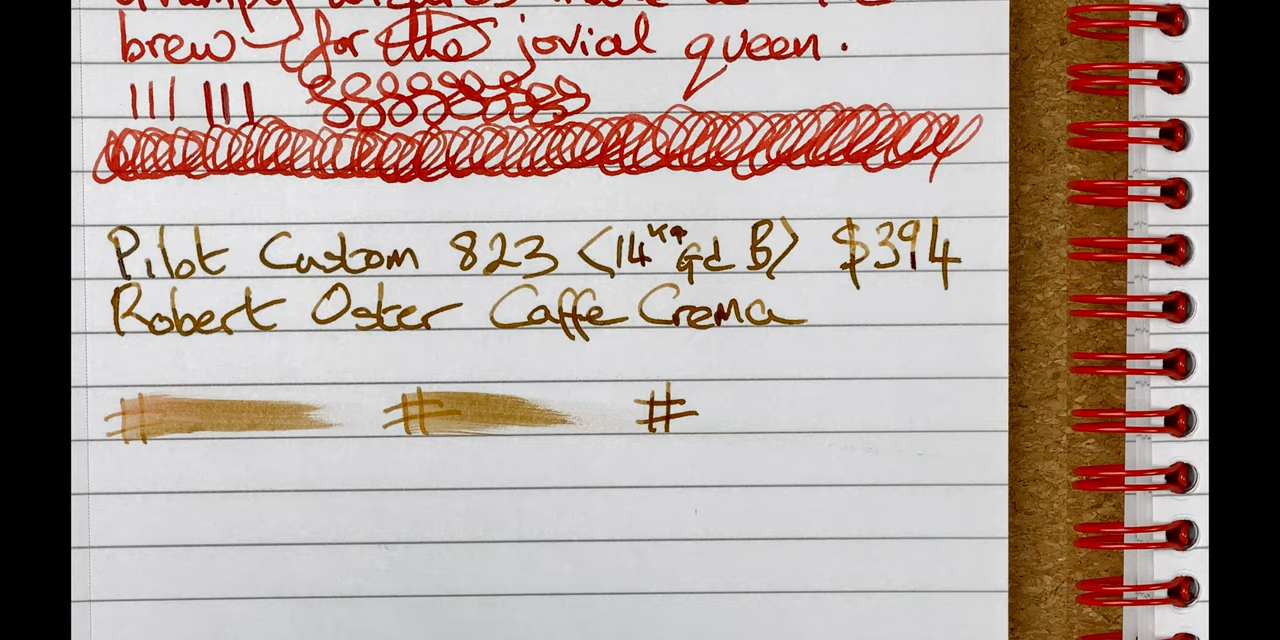 brew for the jovial queen.
Pilot Custom 823 <14kt Gd B> $394
Robert Oster Caffe Crema
# # #